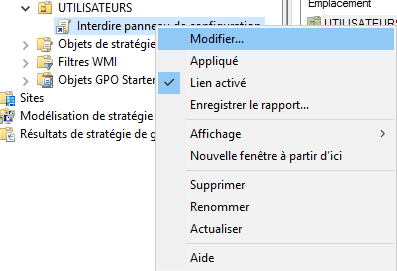 UTILISATEURS
Interdire panneau de configuration
Objets de stratégie
Filtres WMI
Objets GPO Starter
Sites
Modélisation de stratégie
Résultats de stratégie de g
Emplacement
UTILISATEURS
Modifier...
Appliqué
Lien activé
Enregistrer le rapport...
Affichage
Nouvelle fenêtre à partir d'ici
Supprimer
Renommer
Actualiser
Aide